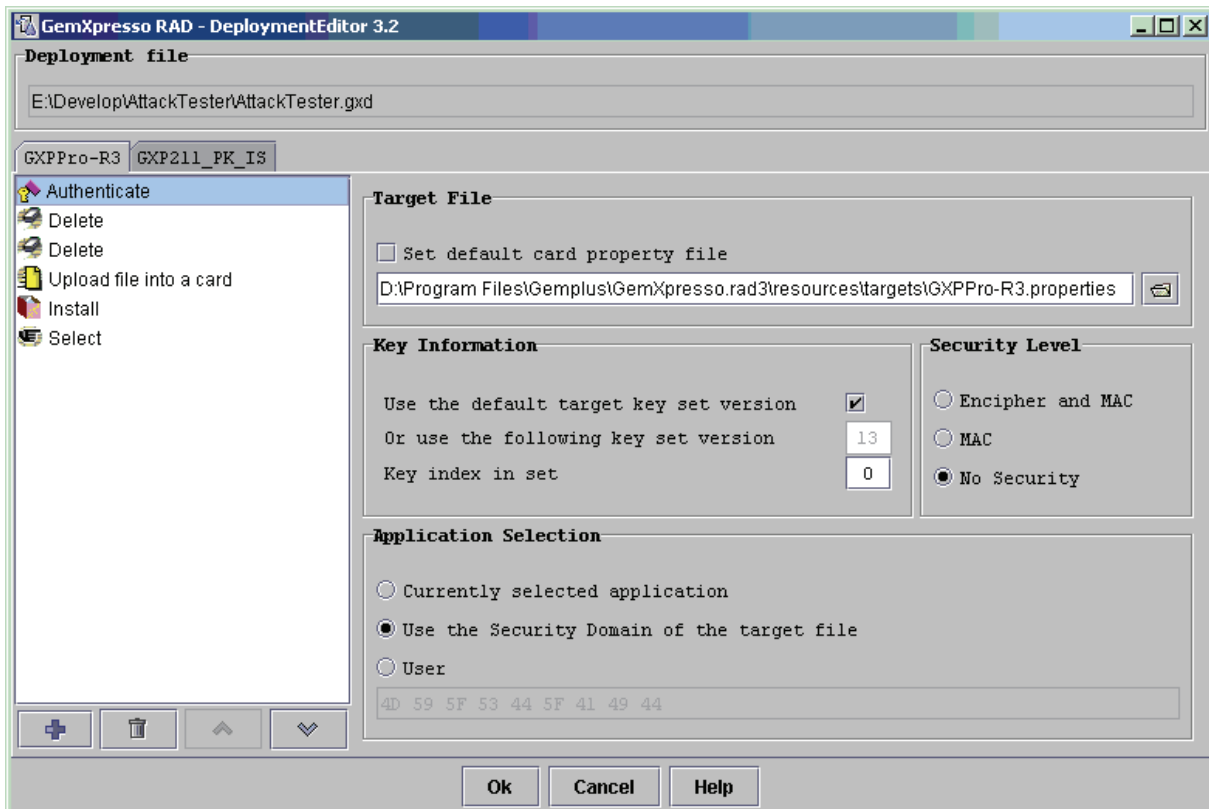 GemXpresso RAD - DeploymentEditor 3.2
Deployment file
E:\Develop\AttackTester\AttackTester.gxd
GXPPro-R3 GXP211_PK_IS
Authenticate
Delete
Delete
Upload file into a card
Install
Select
Target File
Set default card property file
D:\Program Files\Gemplus\GemXpresso.rad3\resources\targets\GXPPro-R3.properties
Key Information
Use the default target key set version
Or use the following key set version 13
Key index in set 0
Security Level
Encipher and MAC
MAC
No Security
Application Selection
Currently selected application
Use the Security Domain of the target file
User
4D 59 5F 53 44 5F 41 49 44
Ok Cancel Help